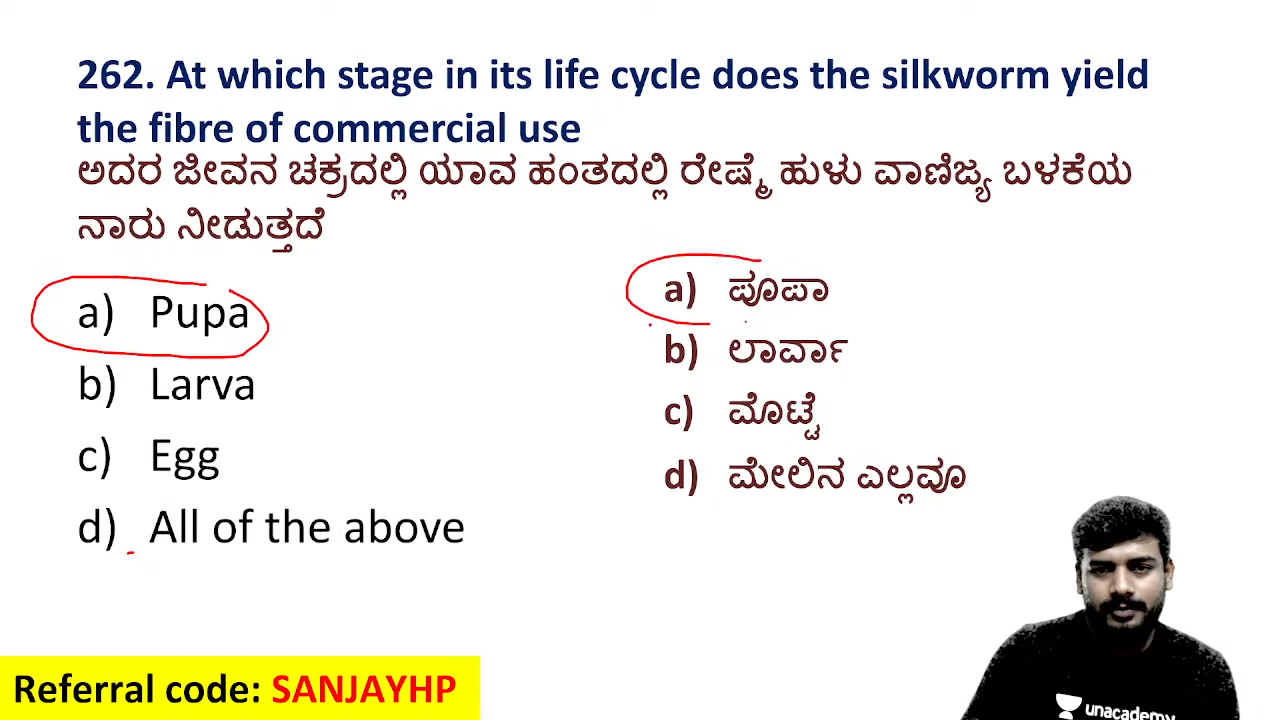 262. At which stage in its life cycle does the silkworm yield
the fibre of commercial use
ಅದರ ಜೀವನ ಚಕ್ರದಲ್ಲಿ ಯಾವ ಹಂತದಲ್ಲಿ ರೇಷ್ಮೆ ಹುಳು ವಾಣಿಜ್ಯ ಬಳಕೆಯ
ನಾರು ನೀಡುತ್ತದೆ
a) Pupa
b) Larva
c) Egg
d) All of the above
a) ಪೂಪಾ
b) ಲಾರ್ವಾ
c) ಮೊಟ್ಟೆ
d) ಮೇಲಿನ ಎಲ್ಲವೂ
Referral code: SANJAYHP
unacademy